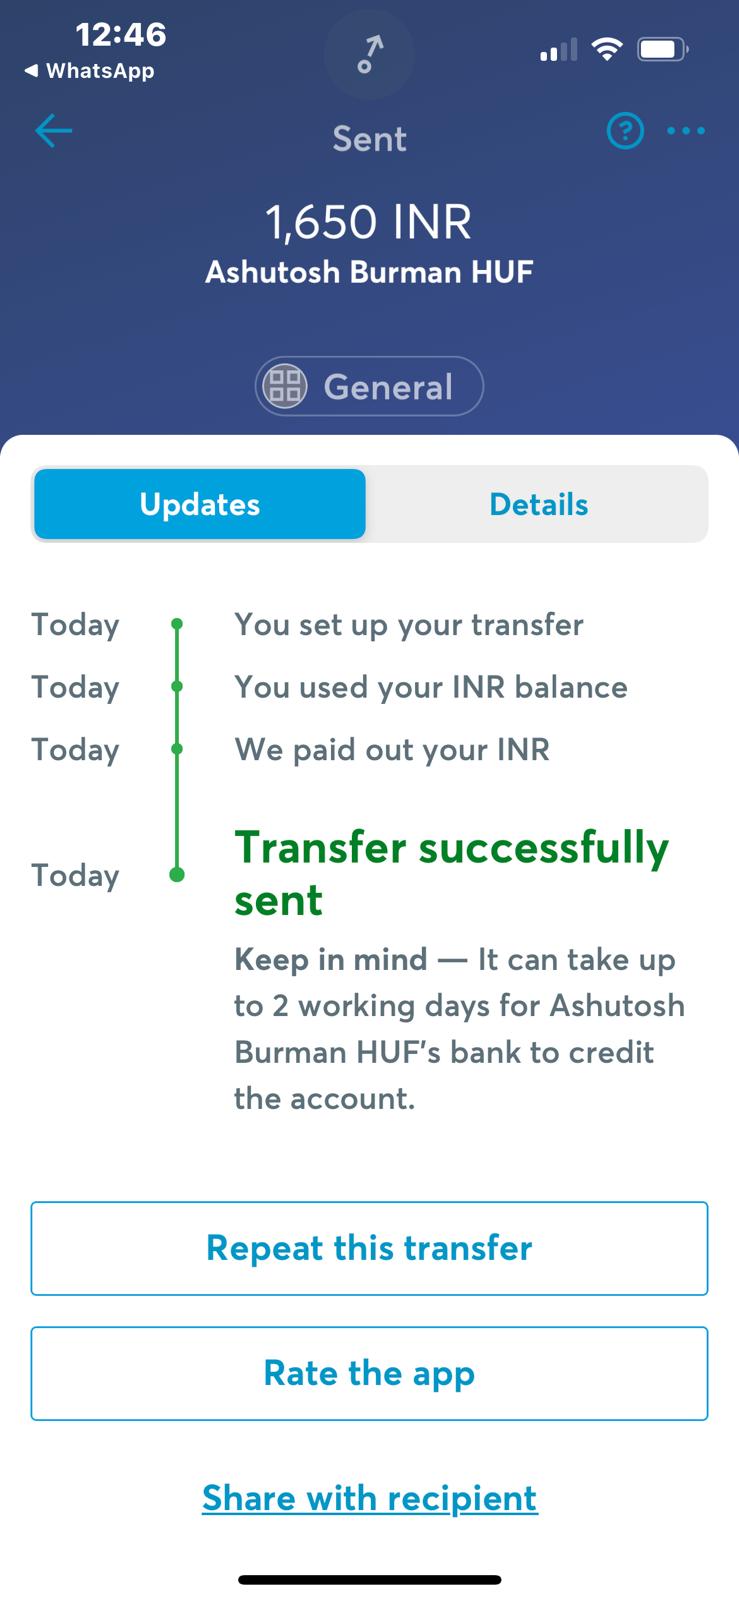 12:46
◀ WhatsApp
Sent
1,650 INR
Ashutosh Burman HUF
General
Updates
Details
Today
You set up your transfer
Today
You used your INR balance
Today
We paid out your INR
Today
Transfer successfully
sent
Keep in mind — It can take up
to 2 working days for Ashutosh
Burman HUF's bank to credit
the account.
Repeat this transfer
Rate the app
Share with recipient